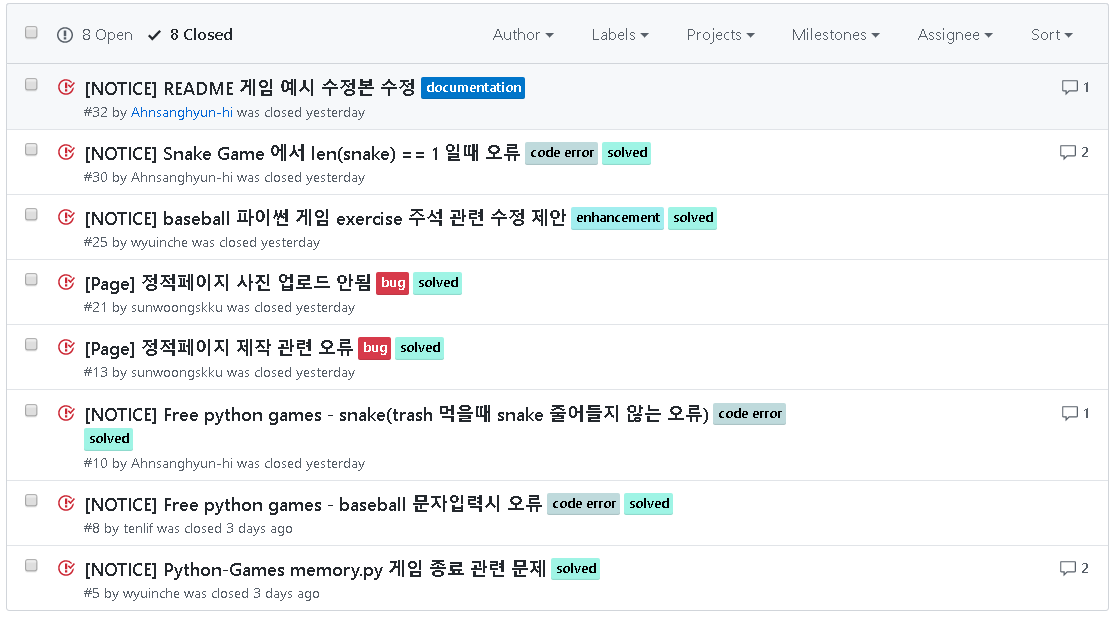 8 Open 8 Closed Author Labels Projects Milestones Assignee Sort
[NOTICE] README 게임 예시 수정본 수정 documentation 1
#32 by Ahnsanghyun-hi was closed yesterday
[NOTICE] Snake Game 에서 len(snake) == 1 일때 오류 code error solved 2
#30 by Ahnsanghyun-hi was closed yesterday
[NOTICE] baseball 파이썬 게임 exercise 주석 관련 수정 제안 enhancement solved
#25 by wyuinche was closed yesterday
[Page] 정적페이지 사진 업로드 안됨 bug solved
#21 by sunwoongskku was closed yesterday
[Page] 정적페이지 제작 관련 오류 bug solved
#13 by sunwoongskku was closed yesterday
[NOTICE] Free python games - snake(trash 먹을때 snake 줄어들지 않는 오류) code error 1
solved
#10 by Ahnsanghyun-hi was closed yesterday
[NOTICE] Free python games - baseball 문자입력시 오류 code error solved
#8 by tenlif was closed 3 days ago
[NOTICE] Python-Games memory.py 게임 종료 관련 문제 solved 2
#5 by wyuinche was closed 3 days ago